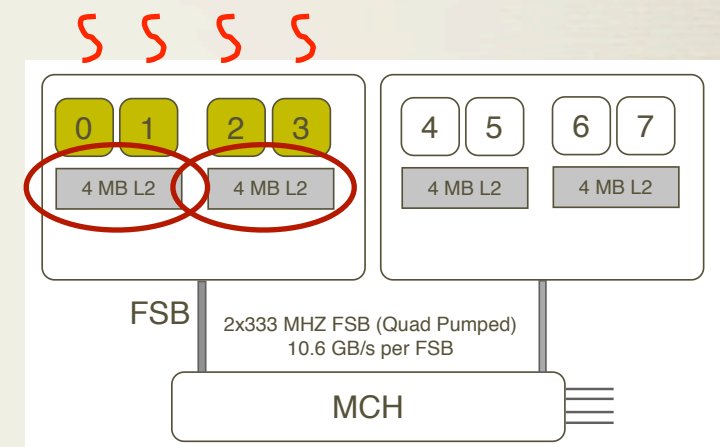 0 1 2 3 4 5 6 7
4 MB L2 4 MB L2 4 MB L2 4 MB L2
FSB
2x333 MHZ FSB (Quad Pumped)
10.6 GB/s per FSB
MCH